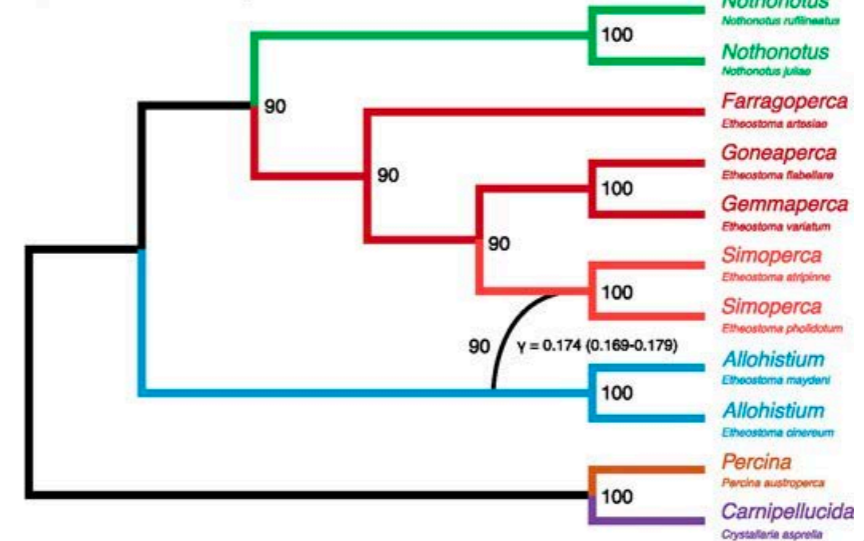 Nothonotus
Nothonotus rufilineatus
100
Nothonotus
Nothonotus juliae
Farragoperca
Etheostoma artesiae
90
Goneaperca
Etheostoma flabellare
90
100
Gemmaperca
Etheostoma variatum
90
Simoperca
Etheostoma atripinne
100
Simoperca
Etheostoma pholidotum
90 γ = 0.174 (0.169-0.179)
Allohistium
Etheostoma maydeni
100
Allohistium
Etheostoma cinereum
Percina
Percina austroperca
100
Carnipellucida
Crystallaria asprella